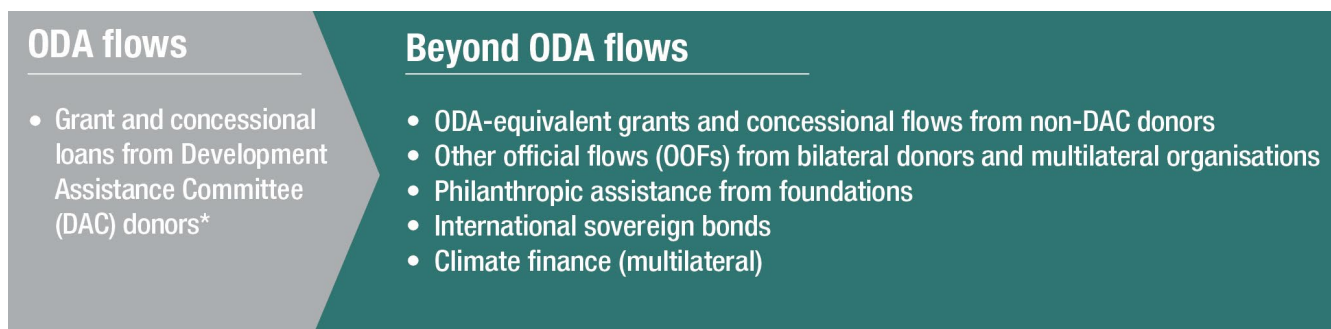 ODA flows
• Grant and concessional
loans from Development
Assistance Committee
(DAC) donors*
Beyond ODA flows
• ODA-equivalent grants and concessional flows from non-DAC donors
• Other official flows (OOFs) from bilateral donors and multilateral organisations
• Philanthropic assistance from foundations
• International sovereign bonds
• Climate finance (multilateral)